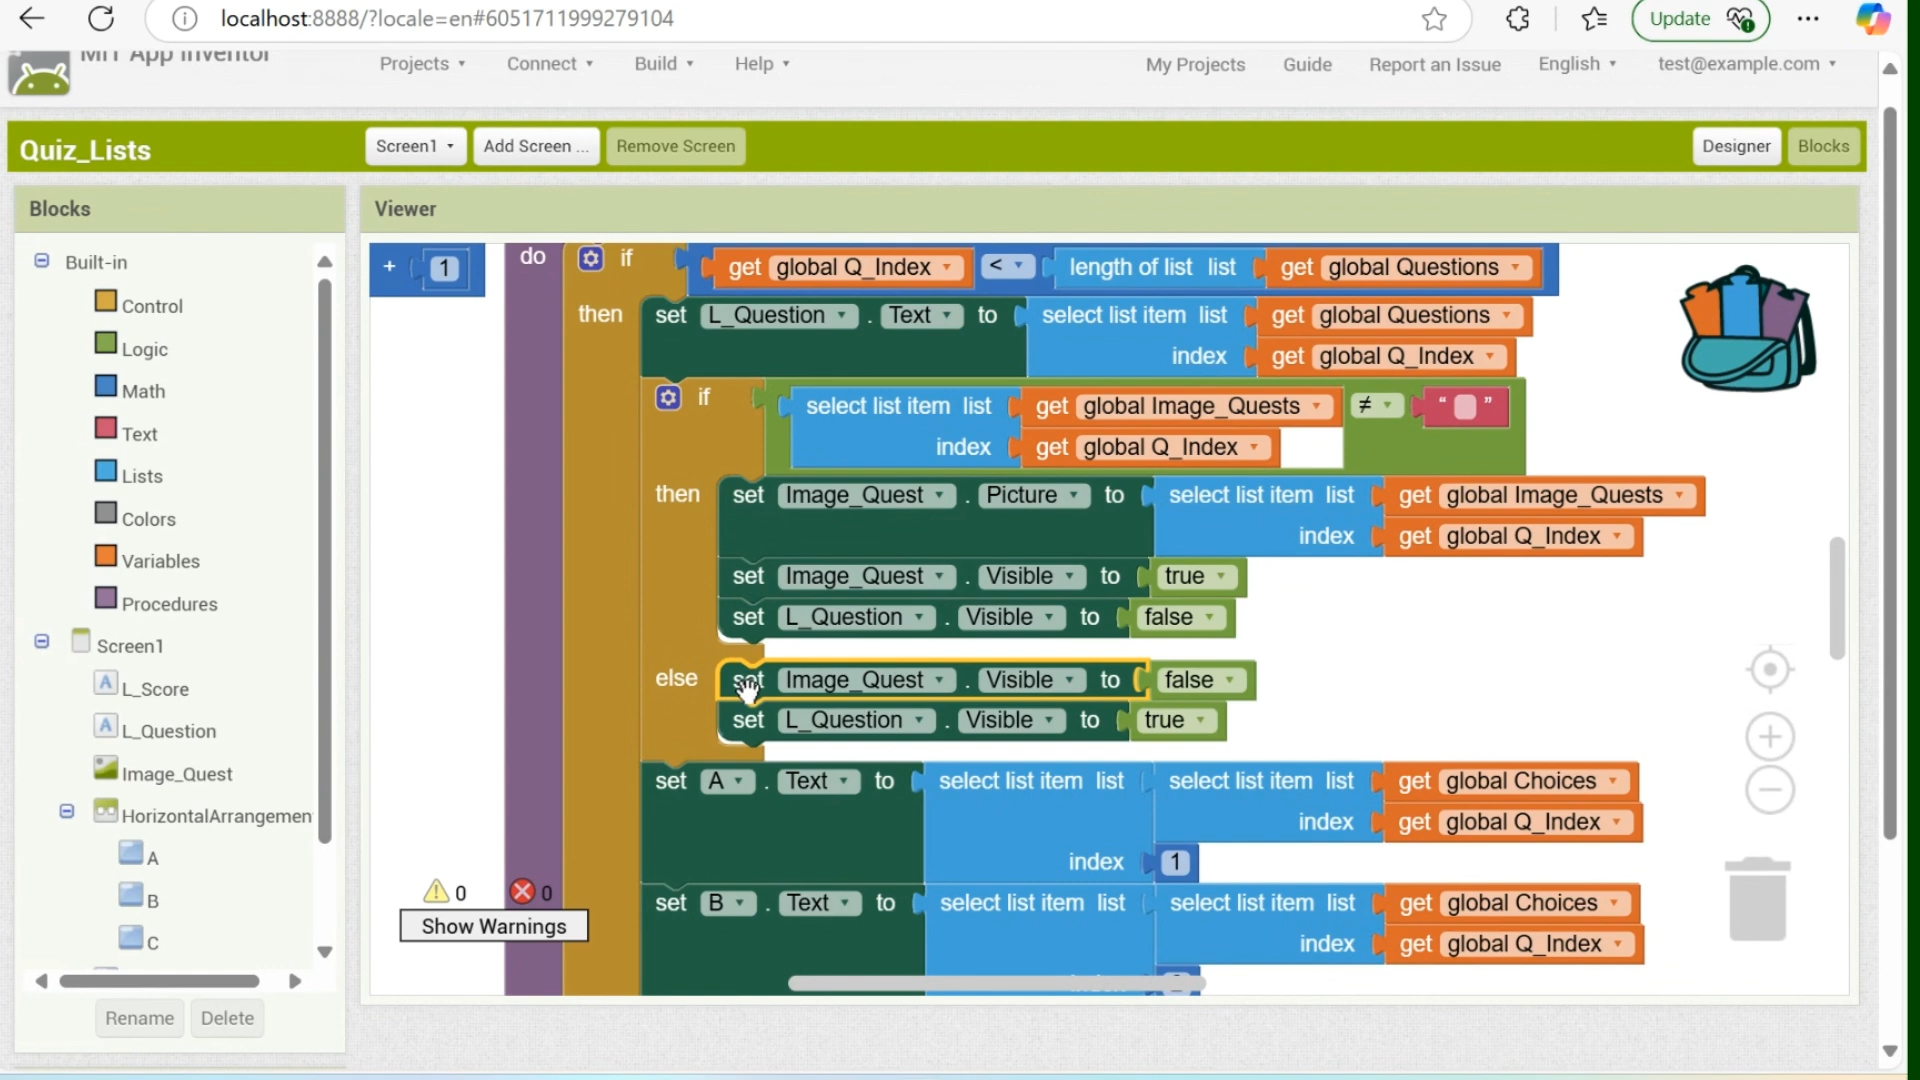 localhost:8888/?locale=en#6051711999279104
Update
MIT App Inventor
Projects
Connect
Build
Help
My Projects
Guide
Report an Issue
English
test@example.com
Quiz_Lists
Screen1
Add Screen ...
Remove Screen
Designer
Blocks
Blocks
Viewer
Built-in
Control
Logic
Math
Text
Lists
Colors
Variables
Procedures
Screen1
L_Score
L_Question
Image_Quest
HorizontalArrangemen
A
B
C
Rename
Delete
+ 1
do if get global Q_Index < length of list list get global Questions
then set L_Question . Text to select list item list get global Questions
index get global Q_Index
if select list item list get global Image_Quests ≠ “ ”
index get global Q_Index
then set Image_Quest . Picture to select list item list get global Image_Quests
index get global Q_Index
set Image_Quest . Visible to true
set L_Question . Visible to false
else set Image_Quest . Visible to false
set L_Question . Visible to true
set A . Text to select list item list select list item list get global Choices
index get global Q_Index
index 1
set B . Text to select list item list select list item list get global Choices
index get global Q_Index
0
0
Show Warnings